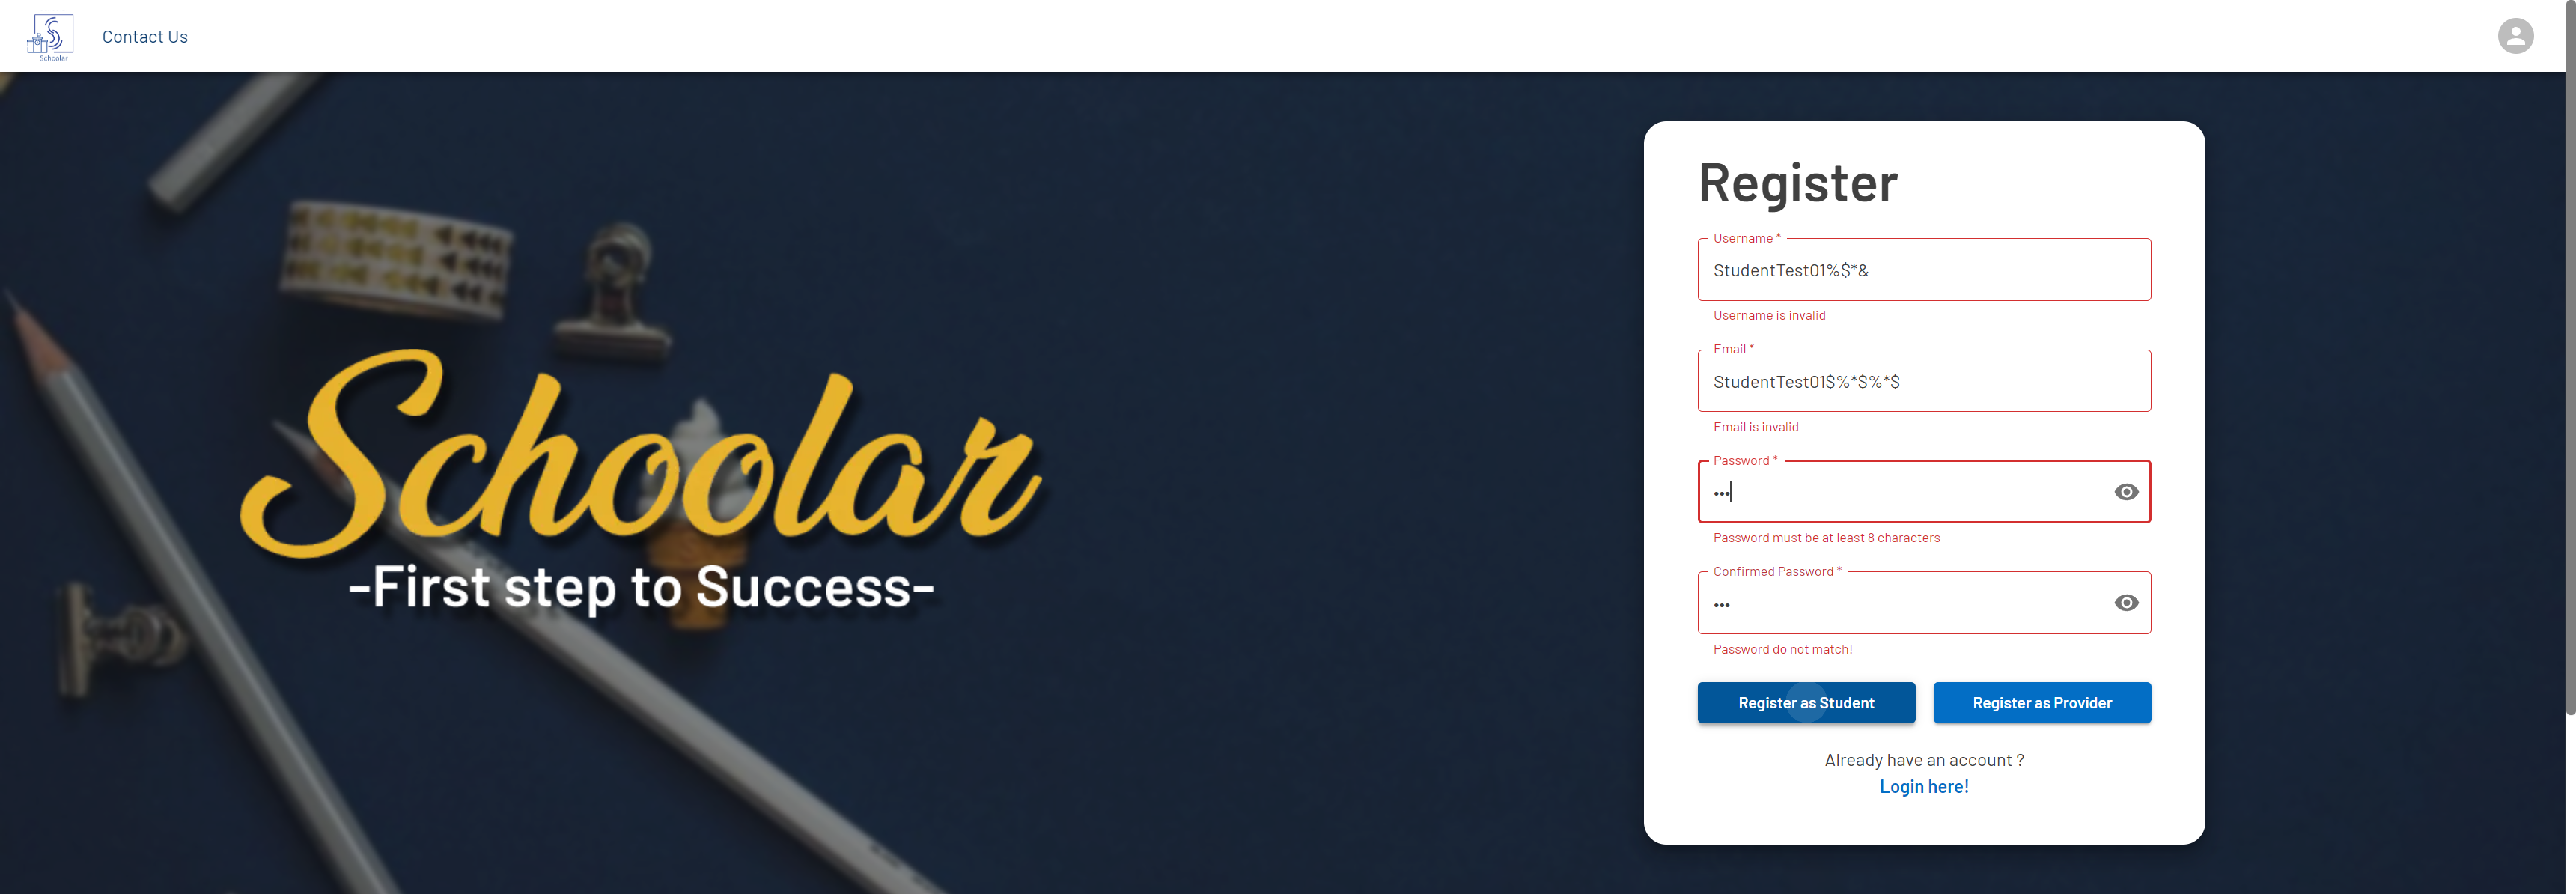 Schoolar
Contact Us
Schoolar
-First step to Success-
Register
Username *
StudentTest01%$*&
Username is invalid
Email *
StudentTest01$%*$%*$
Email is invalid
Password *
•••
Password must be at least 8 characters
Confirmed Password *
•••
Password do not match!
Register as Student
Register as Provider
Already have an account ?
Login here!